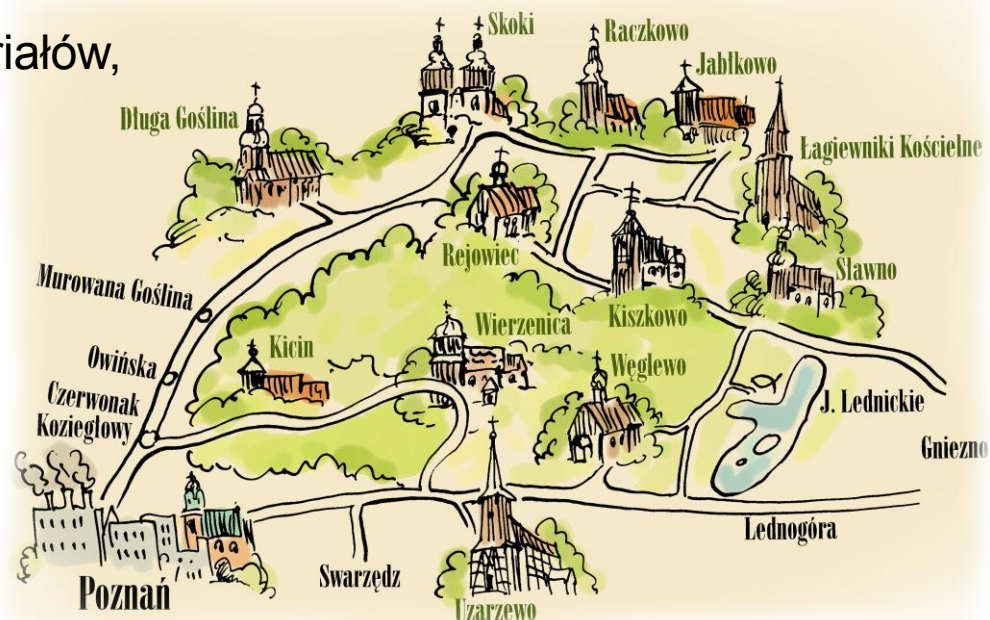 riałów,
Skoki
Raczkowo
Jabłkowo
Długa Goślina
Łagiewniki Kościelne
Rejowiec
Sławno
Murowana Goślina
Wierzenica
Kiszkowo
Owińska
Kicin
Węglewo
Czerwonak
Koziegłowy
J. Lednickie
Gniezno
Lednogóra
Swarzędz
Poznań
Uzarzewo